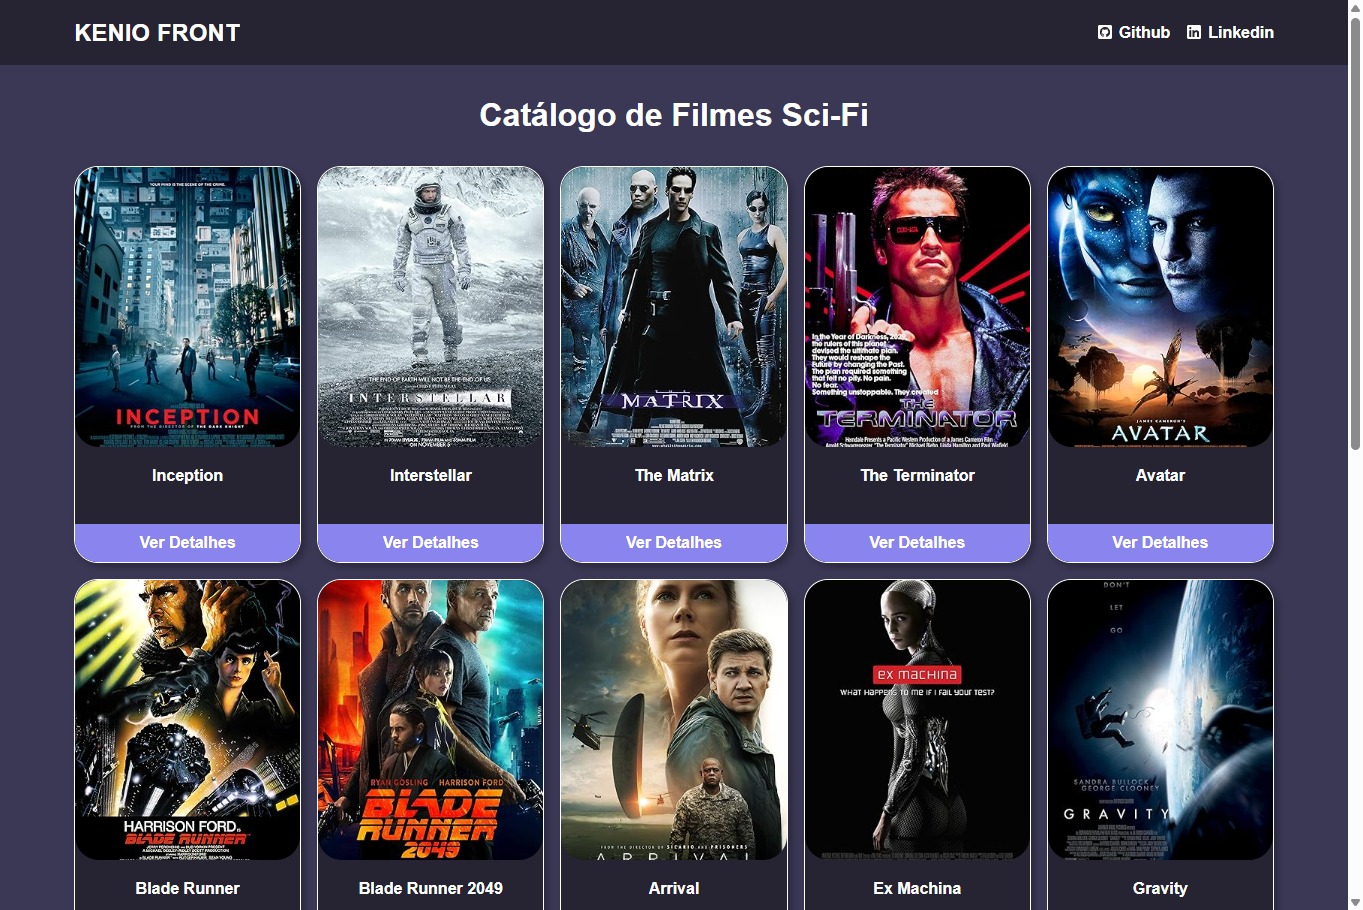 KENIO FRONT
Github
Linkedin
Catálogo de Filmes Sci-Fi
YOUR MIND IS THE SCENE OF THE CRIME.
INCEPTION
FROM THE DIRECTOR OF THE DARK KNIGHT
THE END OF EARTH WILL NOT BE THE END OF US
INTERSTELLAR
MATRIX
In the Year of Darkness, 2029,
the rulers of this planet
devised the ultimate plan.
They would reshape the
Future by changing the Past.
The plan required something
that felt no pity. No pain.
No fear.
Something unstoppable. They created
THE
TERMINATOR
JAMES CAMERON'S
AVATAR
Inception
Interstellar
The Matrix
The Terminator
Avatar
Ver Detalhes
Ver Detalhes
Ver Detalhes
Ver Detalhes
Ver Detalhes
HARRISON FORD
BLADE RUNNER
RYAN GOSLING HARRISON FORD
BLADE
RUNNER
2049
FROM THE DIRECTOR OF SICARIO AND PRISONERS
ARRIVAL
ex machina
WHAT HAPPENS TO ME IF I FAIL YOUR TEST?
DON'T
LET
GO
SANDRA BULLOCK
GEORGE CLOONEY
GRAVITY
Blade Runner
Blade Runner 2049
Arrival
Ex Machina
Gravity